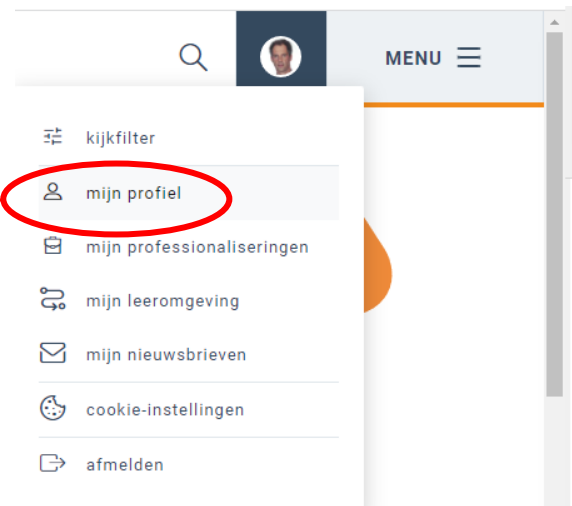 MENU
kijkfilter
mijn profiel
mijn professionaliseringen
mijn leeromgeving
mijn nieuwsbrieven
cookie-instellingen
afmelden